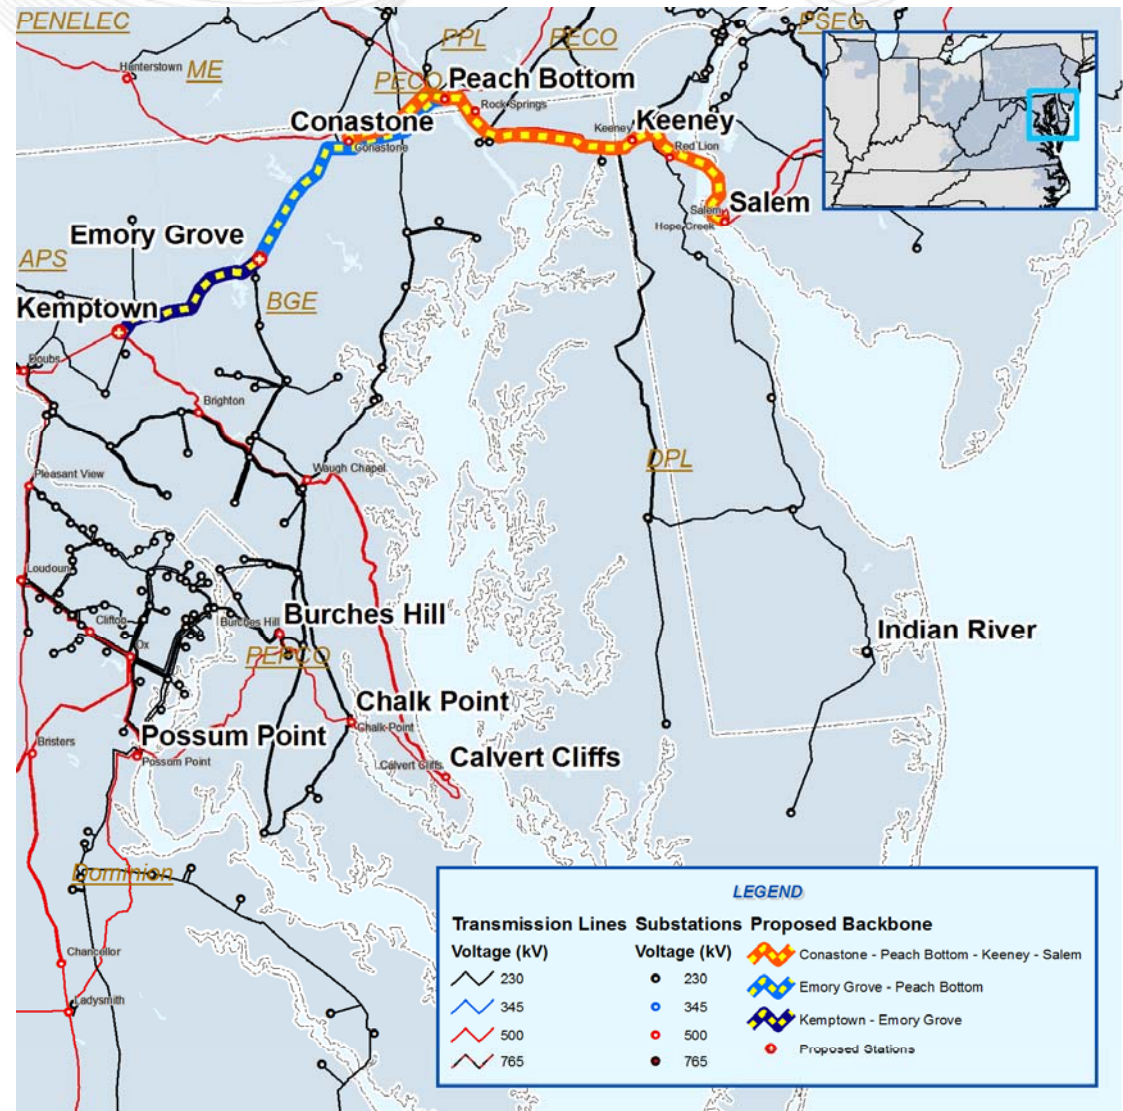 PENELEC
PPL
PECO
PSEG
Hunterstown
ME
PECO
Peach Bottom
Rock Springs
Conastone
Conastone
Keeney
Keeney
Red Lion
Salem
Salem
Hope Creek
Emory Grove
APS
BGE
Kemptown
Doubs
Brighton
DPL
Waugh Chapel
Pleasant View
Loudoun
Burches Hill
Burches Hill
Clifton
Ox
PEPCO
Indian River
Chalk Point
Chalk Point
Possum Point
Bristers
Possom Point
Calvert Cliffs
Calvert Cliffs
Dominion
Chancellor
Ladysmith
LEGEND
Transmission Lines Substations Proposed Backbone
Voltage (kV) Voltage (kV)
230 230 Conastone - Peach Bottom - Keeney - Salem
345 345 Emory Grove - Peach Bottom
500 500 Kemptown - Emory Grove
765 765 Proposed Stations